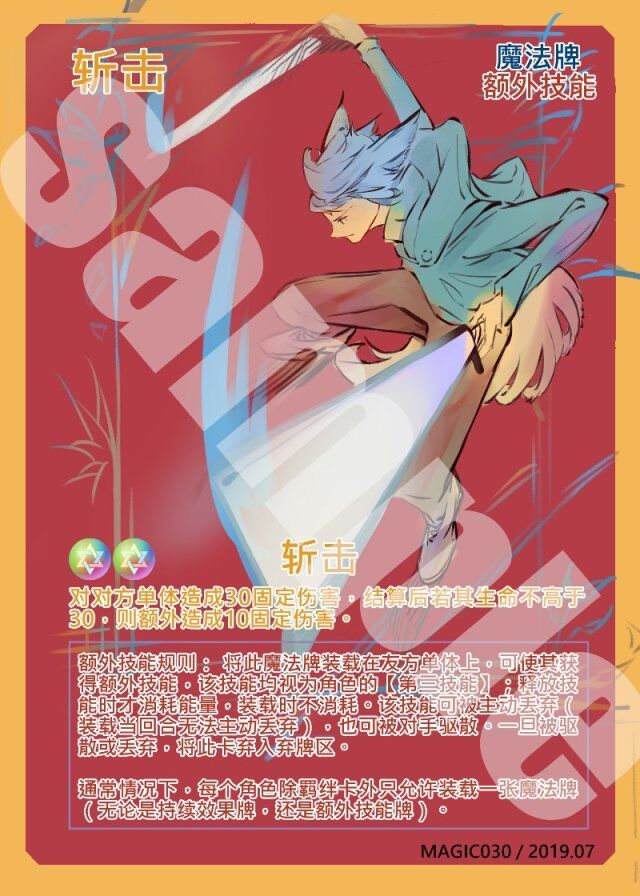 斩击
魔法牌
额外技能
sample
斩击
对对方单体造成30固定伤害，结算后若其生命不高于
30，则额外造成10固定伤害。
额外技能规则：将此魔法牌装载在友方单体上，可使其获
得额外技能，该技能均视为角色的【第三技能】；释放技
能时才消耗能量，装载时不消耗。该技能可被主动丢弃（
装载当回合无法主动丢弃），也可被对手驱散。一旦被驱
散或丢弃，将此卡弃入弃牌区。
通常情况下，每个角色除羁绊卡外只允许装载一张魔法牌
（无论是持续效果牌，还是额外技能牌）。
MAGIC030 / 2019.07